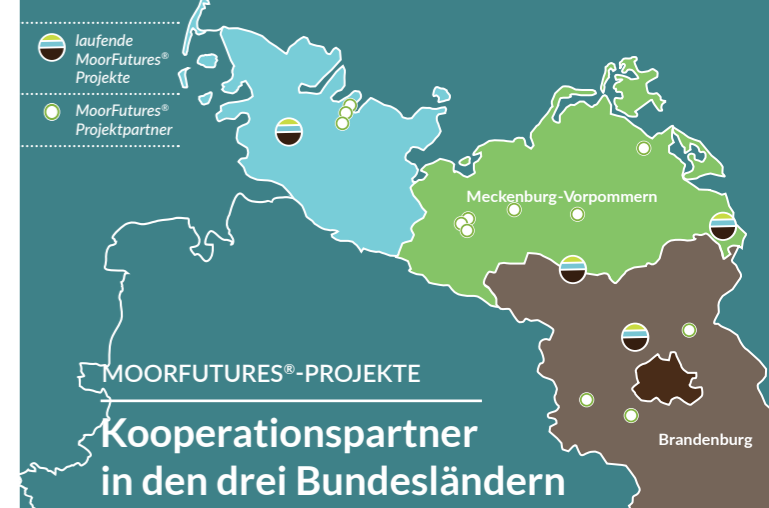 laufende
MoorFutures®
Projekte
MoorFutures®
Projektpartner
Meckenburg-Vorpommern
MOORFUTURES®-PROJEKTE
Kooperationspartner
in den drei Bundesländern
Brandenburg